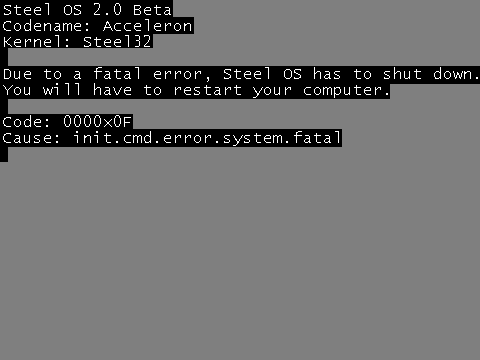 Steel OS 2.0 Beta
Codename: Acceleron
Kernel: Steel32
Due to a fatal error, Steel OS has to shut down.
You will have to restart your computer.
Code: 0000x0F
Cause: init.cmd.error.system.fatal